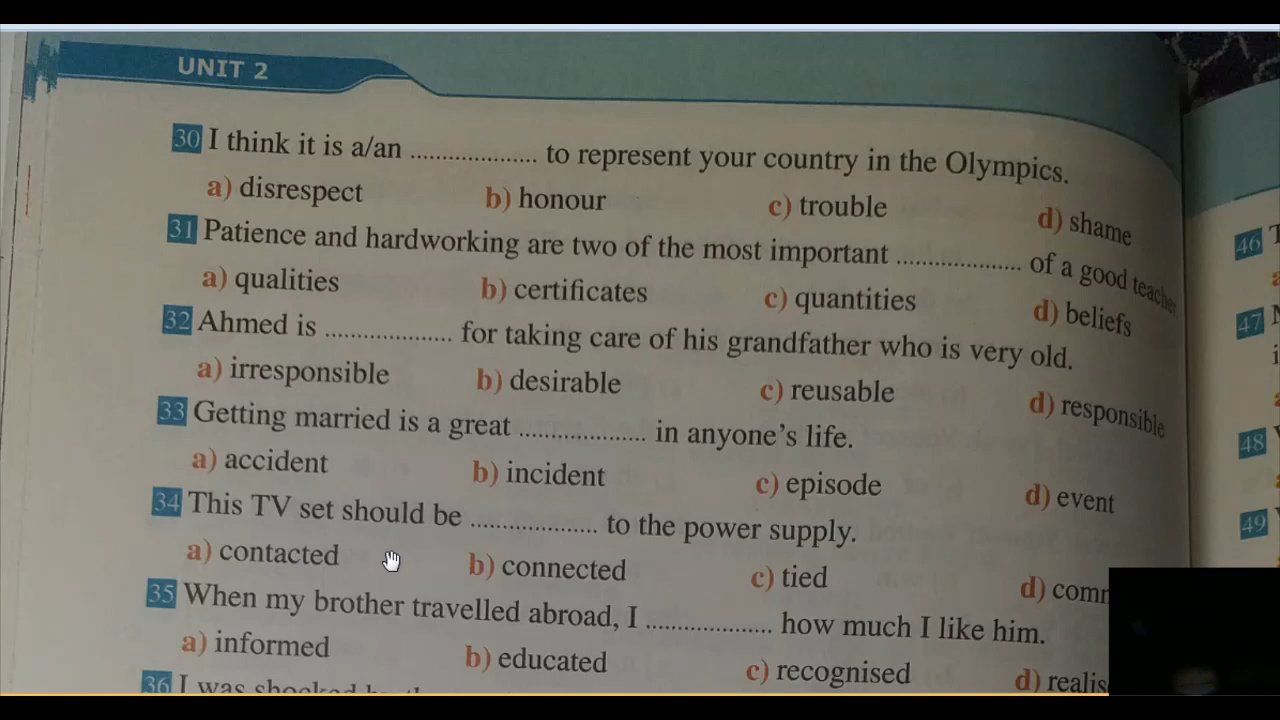 UNIT 2
30 I think it is a/an .................... to represent your country in the Olympics.
a) disrespect b) honour c) trouble d) shame
31 Patience and hardworking are two of the most important .................... of a good teacher
a) qualities b) certificates c) quantities d) beliefs
32 Ahmed is .................... for taking care of his grandfather who is very old.
a) irresponsible b) desirable c) reusable d) responsible
33 Getting married is a great .................... in anyone's life.
a) accident b) incident c) episode d) event
34 This TV set should be .................... to the power supply.
a) contacted b) connected c) tied d)
35 When my brother travelled abroad, I .................... how much I like him.
a) informed b) educated c) recognised d)
36 I was shocked
46
47
48
49